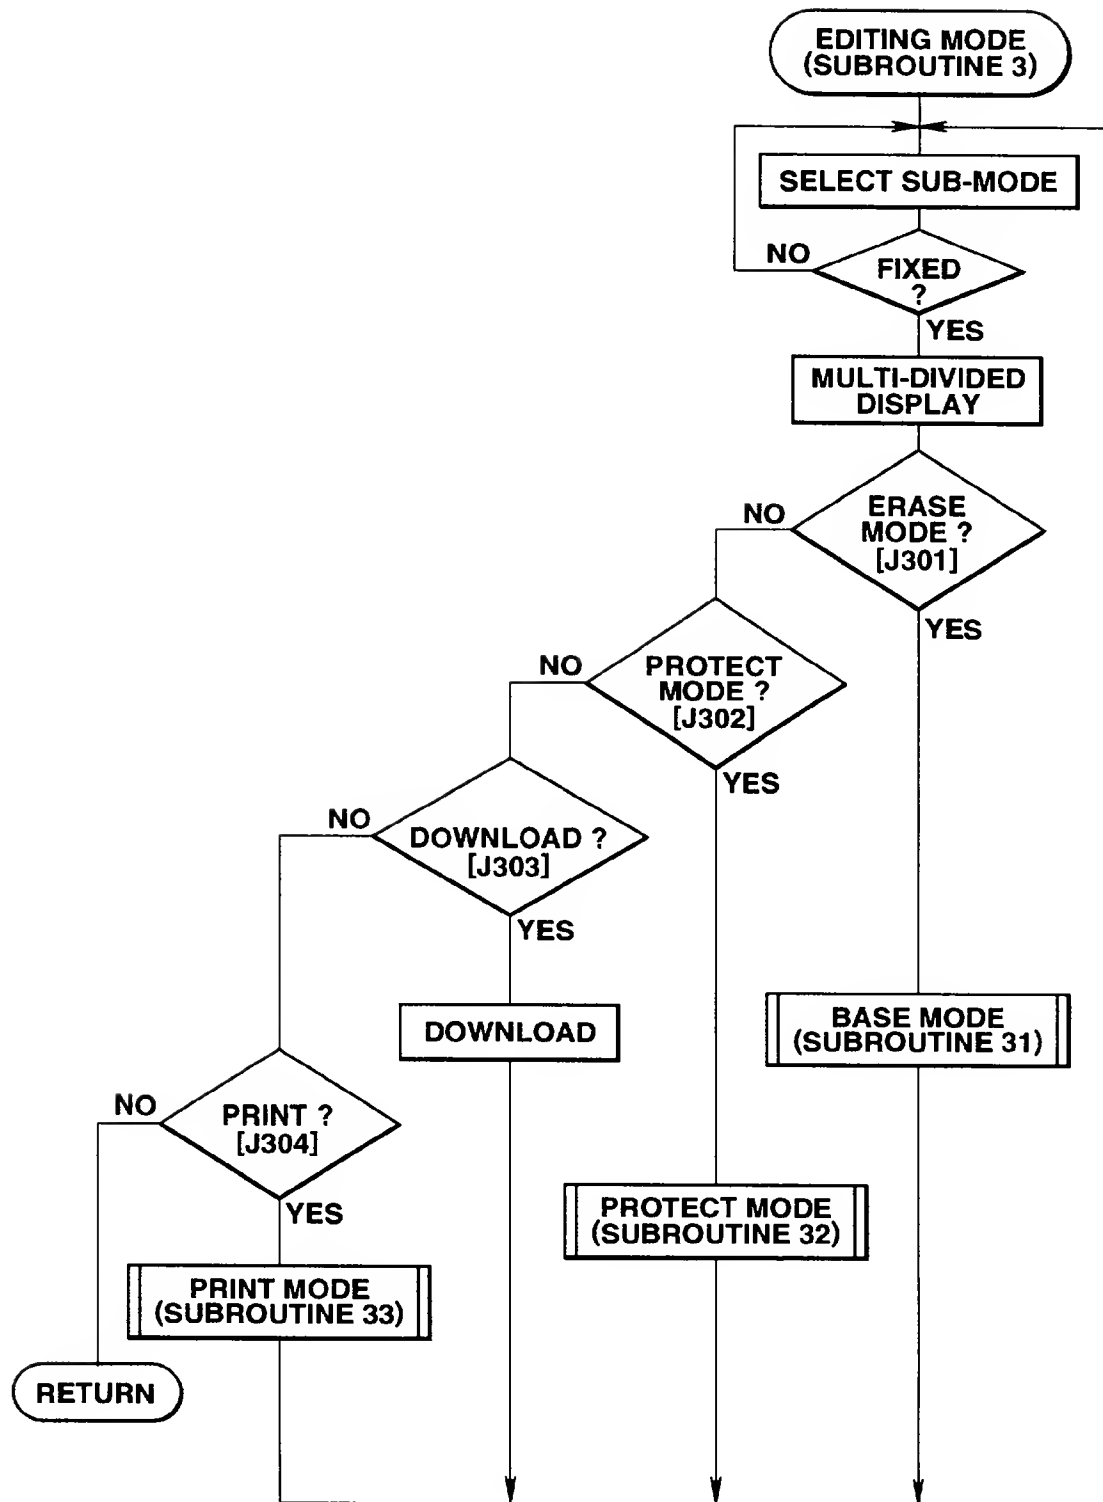 EDITING MODE
(SUBROUTINE 3)
SELECT SUB-MODE
NO
FIXED
?
YES
MULTI-DIVIDED
DISPLAY
NO
ERASE
MODE ?
[J301]
YES
NO
PROTECT
MODE ?
[J302]
YES
NO
DOWNLOAD ?
[J303]
YES
DOWNLOAD
BASE MODE
(SUBROUTINE 31)
NO
PRINT ?
[J304]
YES
PROTECT MODE
(SUBROUTINE 32)
PRINT MODE
(SUBROUTINE 33)
RETURN